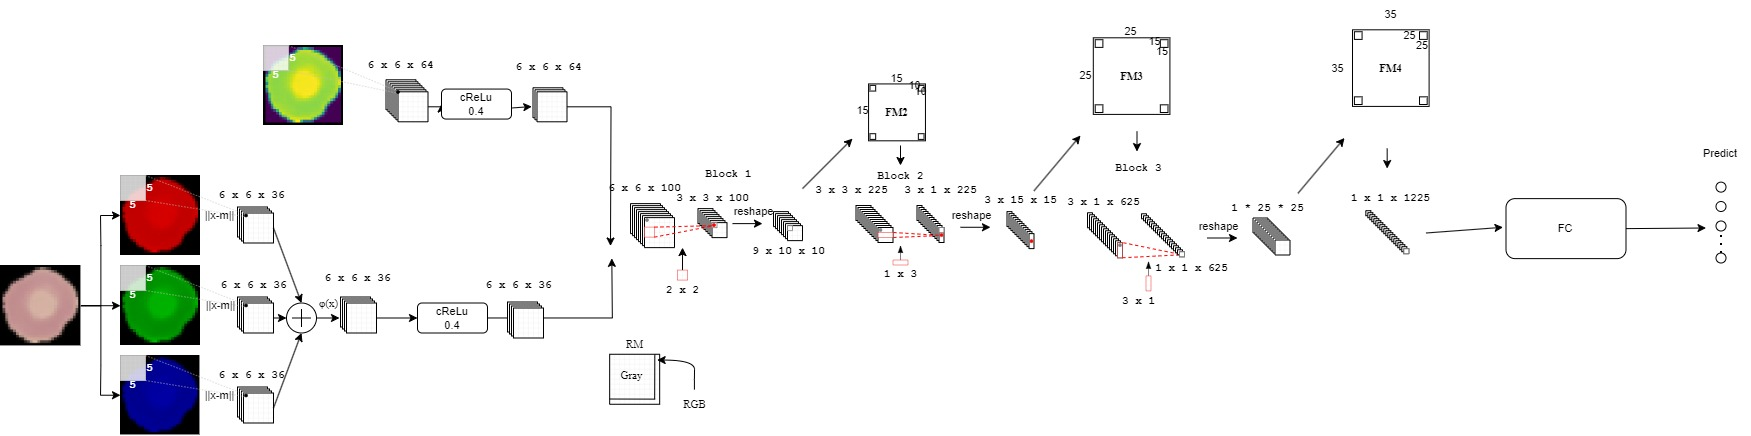 5
5
6 x 6 x 64
cReLu
0.4
6 x 6 x 64
5
5
6 x 6 x 36
||x-m||
5
5
6 x 6 x 36
||x-m||
5
5
6 x 6 x 36
||x-m||
φ(x)
6 x 6 x 36
cReLu
0.4
6 x 6 x 36
RM
Gray
RGB
6 x 6 x 100
2 x 2
Block 1
3 x 3 x 100
reshape
9 x 10 x 10
15
15
10
10
FM2
Block 2
3 x 3 x 225
1 x 3
3 x 1 x 225
reshape
3 x 15 x 15
25
25
15
15
FM3
Block 3
3 x 1 x 625
3 x 1
1 x 1 x 625
reshape
1 * 25 * 25
35
35
25
25
FM4
1 x 1 x 1225
FC
Predict